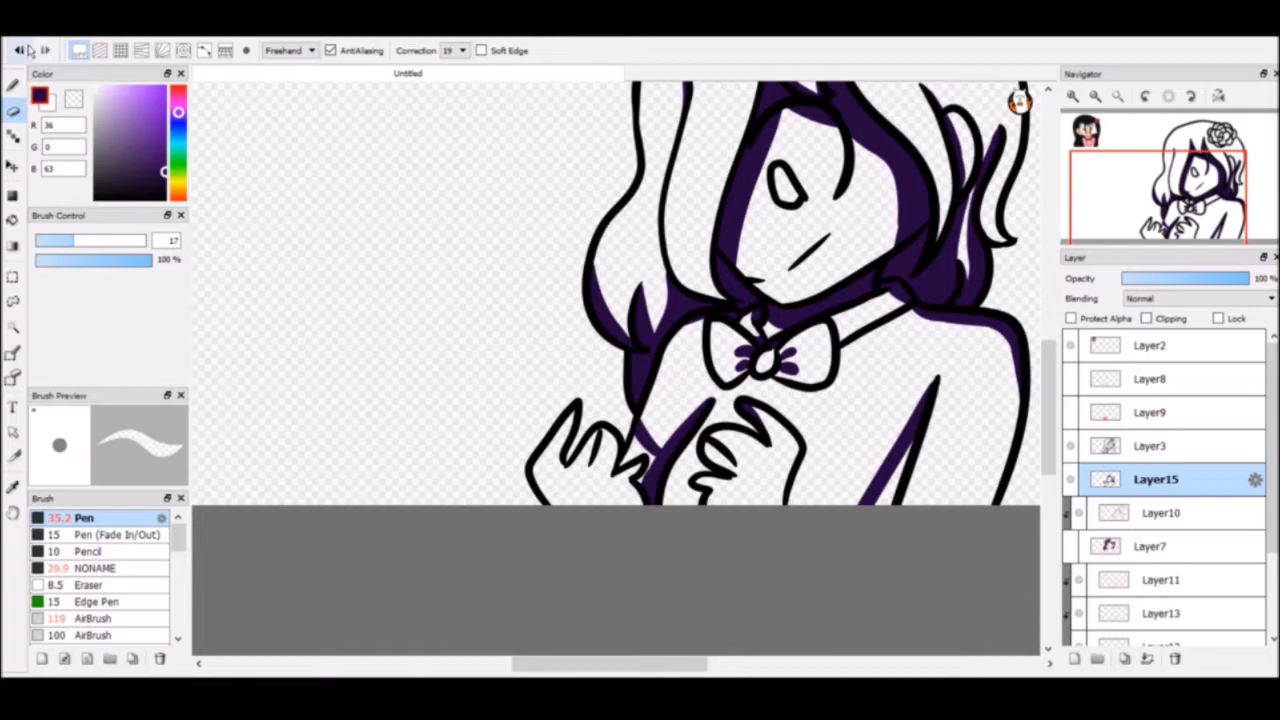 Freehand AntiAliasing Correction 19 Soft Edge
Color
Untitled
Navigator
R 36
G 0
B 63
Brush Control
17
100 %
Layer
Opacity 100 %
Blending Normal
Protect Alpha Clipping Lock
Layer2
Layer8
Layer9
Layer3
Layer15
Layer10
Layer7
Layer11
Layer13
Brush Preview
Brush
35.2 Pen
15 Pen (Fade In/Out)
10 Pencil
29.9 NONAME
8.5 Eraser
15 Edge Pen
119 AirBrush
100 AirBrush